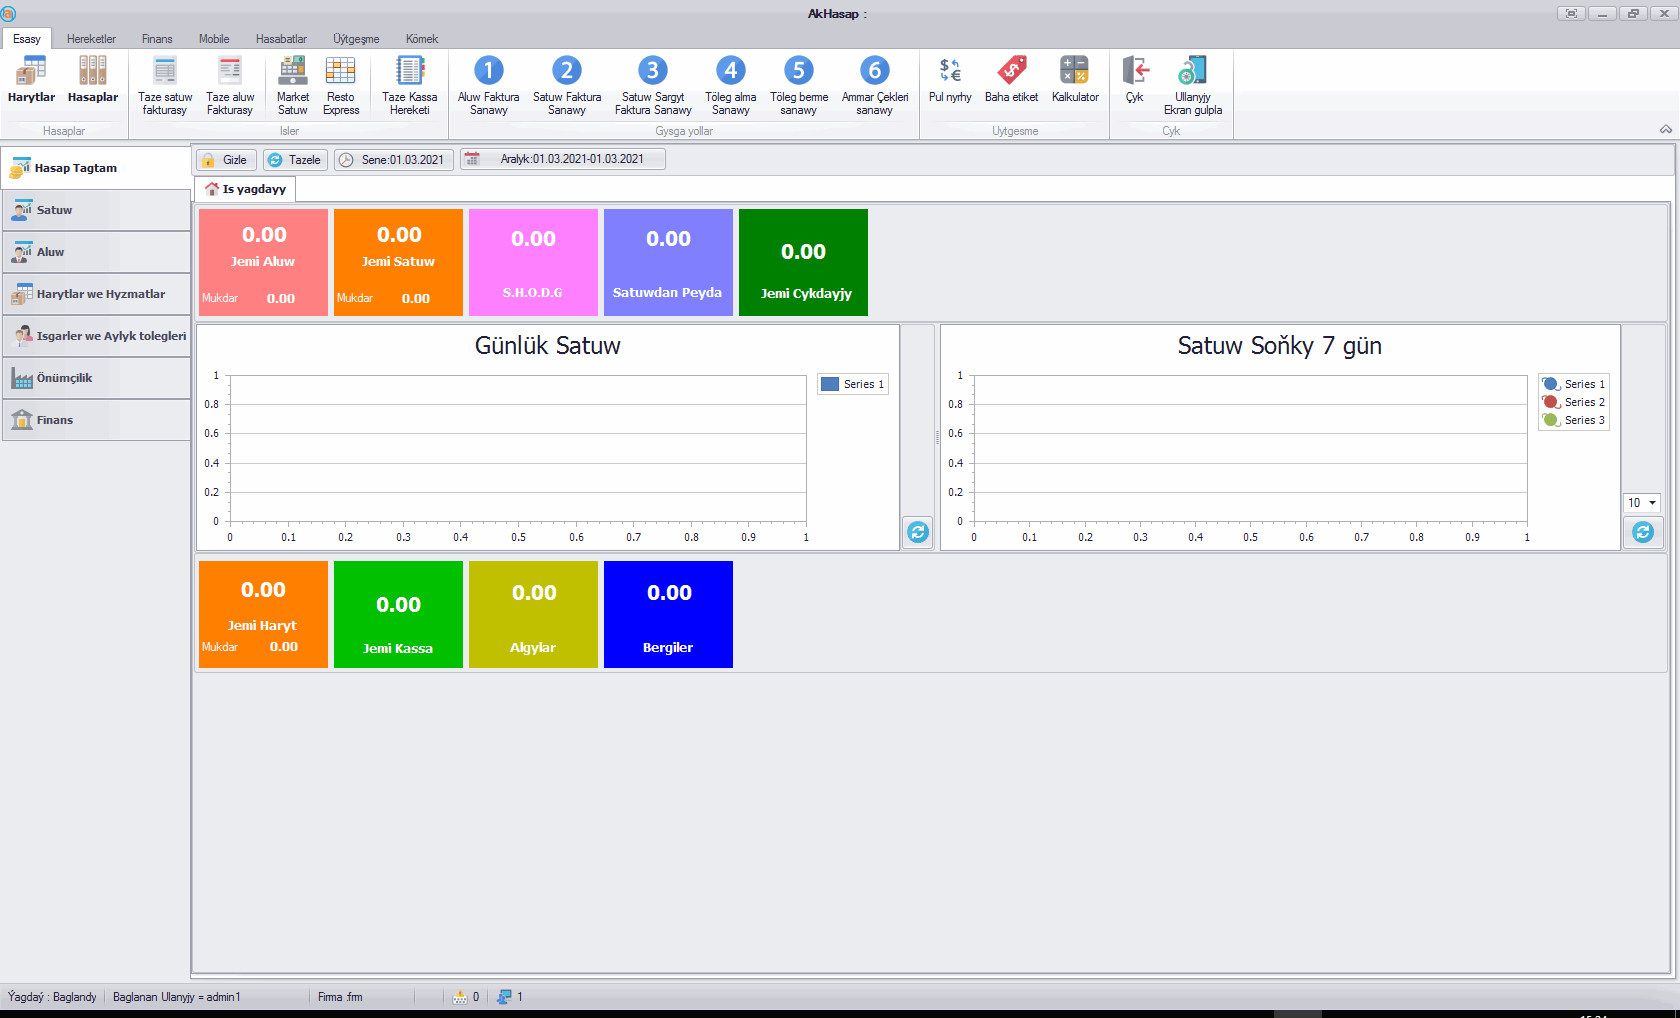 AkHasap :
Esasy Hereketler Finans Mobile Hasabatlar Üýtgeşme Kömek
Harytlar Hasaplar
Hasaplar
Taze satuw fakturasy
Taze aluw Fakturasy
Market Satuw
Resto Express
Taze Kassa Hereketi
Isler
1 Aluw Faktura Sanawy
2 Satuw Faktura Sanawy
3 Satuw Sargyt Faktura Sanawy
4 Töleg alma Sanawy
5 Töleg berme sanawy
6 Ammar Çekleri sanawy
Gysga yollar
Pul nyrhy Baha etiket Kalkulator
Uytgesme
Çyk
Ullanyjy Ekran gulpla
Cyk
Hasap Tagtam
Satuw
Aluw
Harytlar we Hyzmatlar
Isgarler we Aylyk tolegleri
Önümçilik
Finans
Gizle Tazele Sene:01.03.2021 Aralyk:01.03.2021-01.03.2021
Is yagdayy
0.00
Jemi Aluw
Mukdar 0.00
0.00
Jemi Satuw
Mukdar 0.00
0.00
S.H.O.D.G
0.00
Satuwdan Peyda
0.00
Jemi Cykdayjy
Günlük Satuw
1
0.8
0.6
0.4
0.2
0
0 0.1 0.2 0.3 0.4 0.5 0.6 0.7 0.8 0.9 1
Series 1
Satuw Soňky 7 gün
1
0.8
0.6
0.4
0.2
0
0 0.1 0.2 0.3 0.4 0.5 0.6 0.7 0.8 0.9 1
Series 1
Series 2
Series 3
10
0.00
Jemi Haryt
Mukdar 0.00
0.00
Jemi Kassa
0.00
Algylar
0.00
Bergiler
Ýagdaý : Baglandy Baglanan Ulanyjy = admin1 Firma :frm 0 1